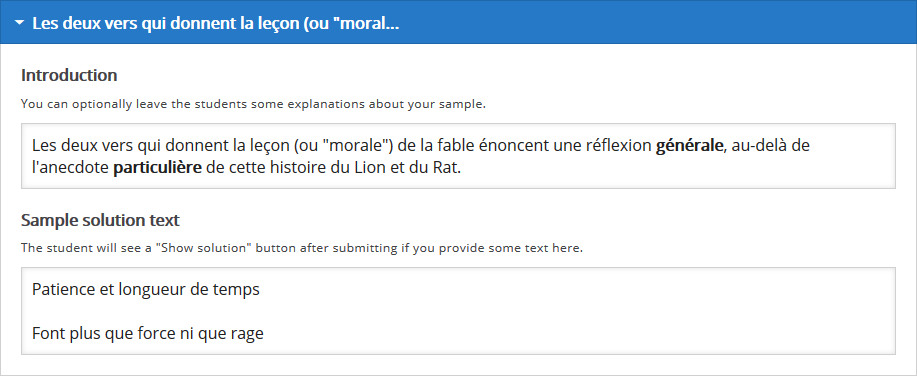 Les deux vers qui donnent la leçon (ou "moral...
Introduction
You can optionally leave the students some explanations about your sample.
Les deux vers qui donnent la leçon (ou "morale") de la fable énoncent une réflexion générale, au-delà de
l'anecdote particulière de cette histoire du Lion et du Rat.
Sample solution text
The student will see a "Show solution" button after submitting if you provide some text here.
Patience et longueur de temps
Font plus que force ni que rage